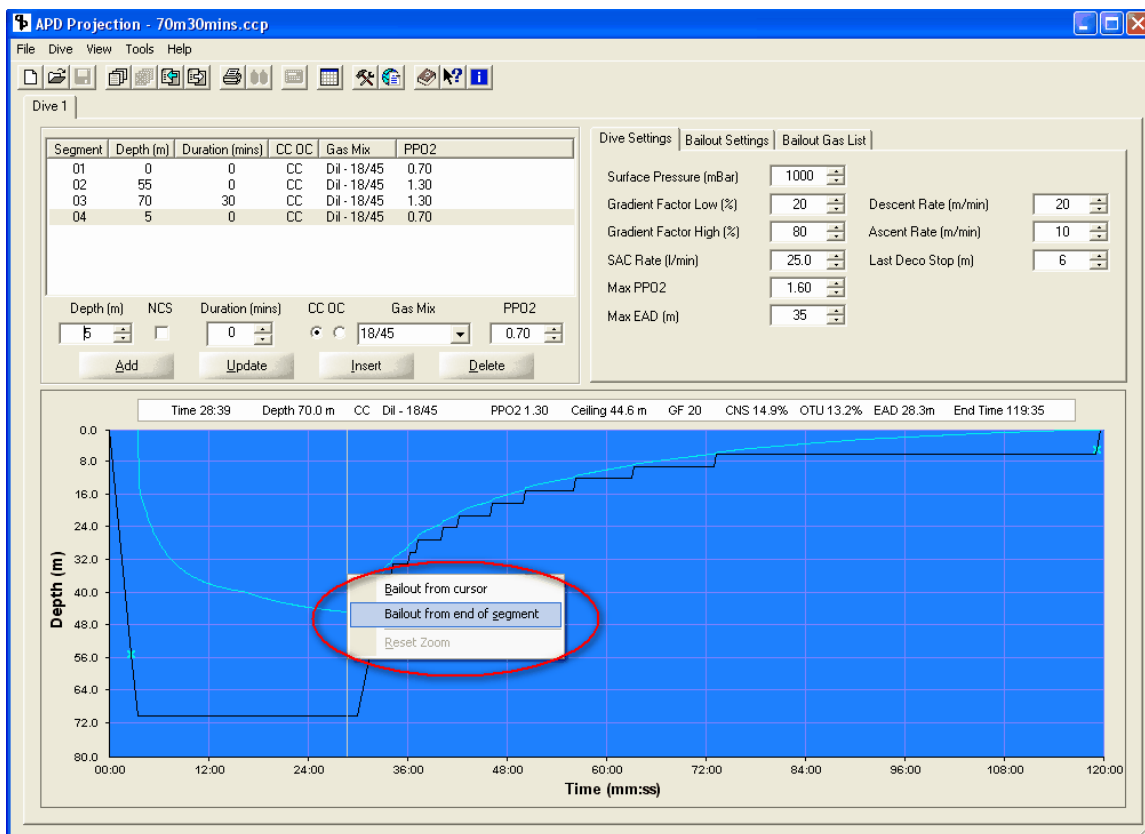 APD Projection - 70m30mins.ccp
File Dive View Tools Help
Dive 1
Segment Depth (m) Duration (mins) CC OC Gas Mix PPO2
01 0 0 CC Dil - 18/45 0.70
02 55 0 CC Dil - 18/45 1.30
03 70 30 CC Dil - 18/45 1.30
04 5 0 CC Dil - 18/45 0.70
Depth (m) NCS Duration (mins) CC OC Gas Mix PPO2
5 0 18/45 0.70
Add Update Insert Delete
Dive Settings Bailout Settings Bailout Gas List
Surface Pressure (mBar) 1000
Gradient Factor Low (%) 20 Descent Rate (m/min) 20
Gradient Factor High (%) 80 Ascent Rate (m/min) 10
SAC Rate (l/min) 25.0 Last Deco Stop (m) 6
Max PPO2 1.60
Max EAD (m) 35
Time 28:39 Depth 70.0 m CC Dil - 18/45 PPO2 1.30 Ceiling 44.6 m GF 20 CNS 14.9% OTU 13.2% EAD 28.3m End Time 119:35
0.0
8.0
16.0
24.0
32.0
40.0
48.0
56.0
64.0
72.0
80.0
Depth (m)
Bailout from cursor
Bailout from end of segment
Reset Zoom
00:00 12:00 24:00 36:00 48:00 60:00 72:00 84:00 96:00 108:00 120:00
Time (mm:ss)